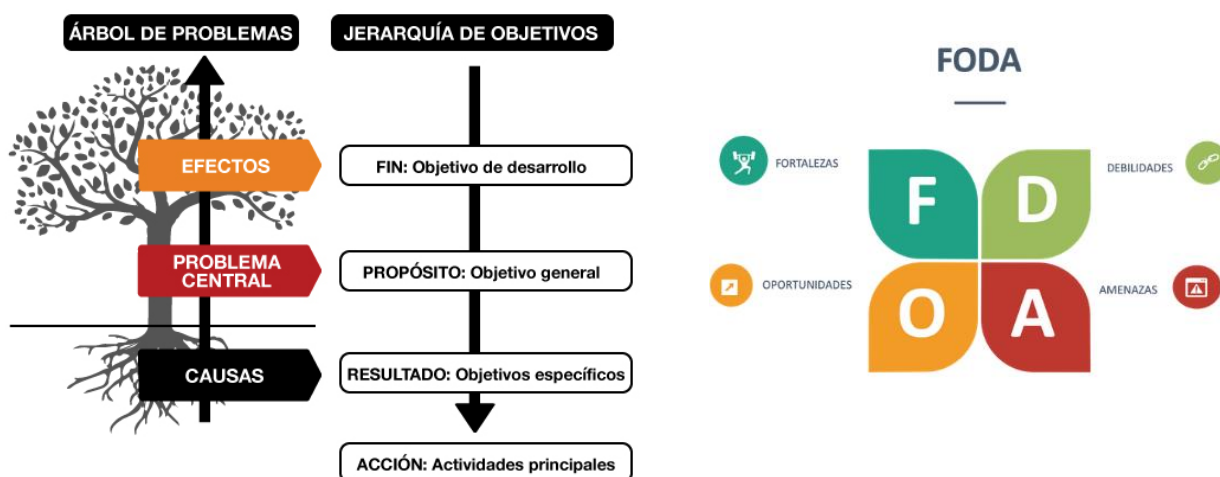 ÁRBOL DE PROBLEMAS
JERARQUÍA DE OBJETIVOS
EFECTOS
FIN: Objetivo de desarrollo
PROBLEMA
CENTRAL
PROPÓSITO: Objetivo general
CAUSAS
RESULTADO: Objetivos específicos
ACCIÓN: Actividades principales
FODA
FORTALEZAS
F
D
DEBILIDADES
OPORTUNIDADES
O
A
AMENAZAS